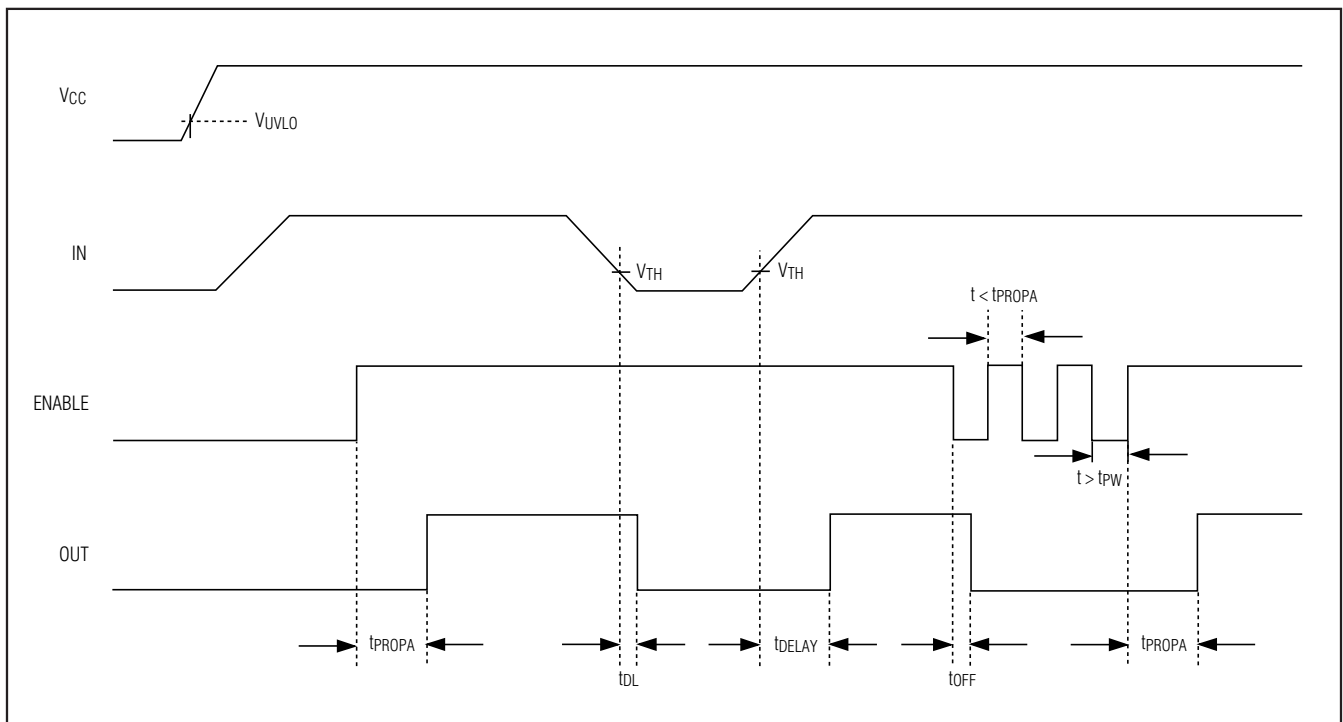 VCC
VUVLO
IN
VTH
VTH
t < tPROPA
ENABLE
t > tPW
OUT
tPROPA
tDL
tDELAY
tOFF
tPROPA